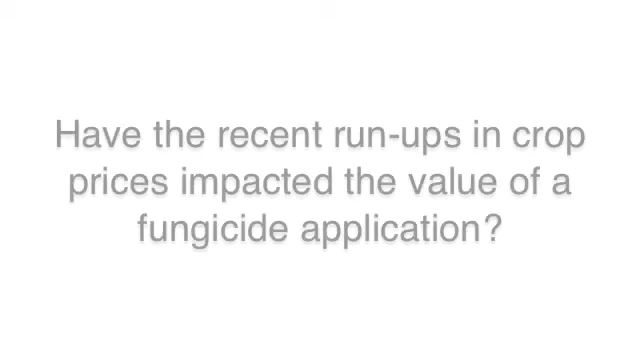 Have the recent run-ups in crop
prices impacted the value of a
fungicide application?